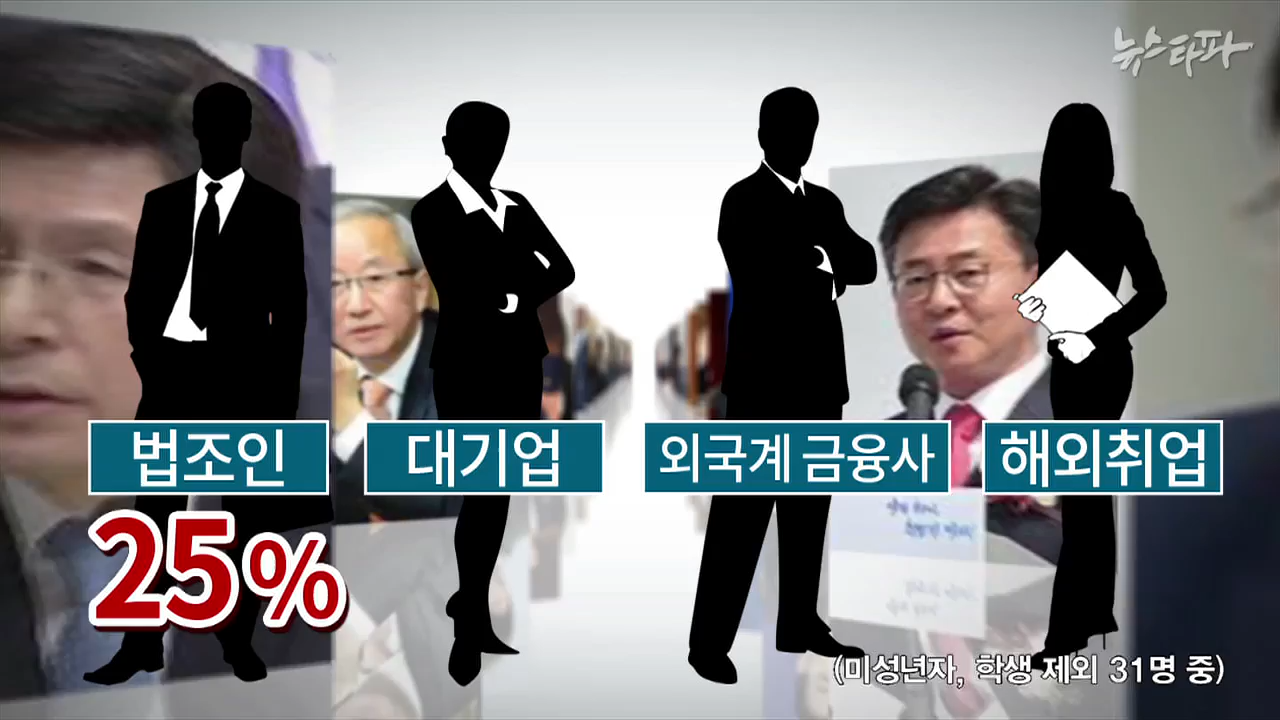 뉴스타파
법조인
대기업
외국계 금융사
해외취업
25%
(미성년자, 학생 제외 31명 중)